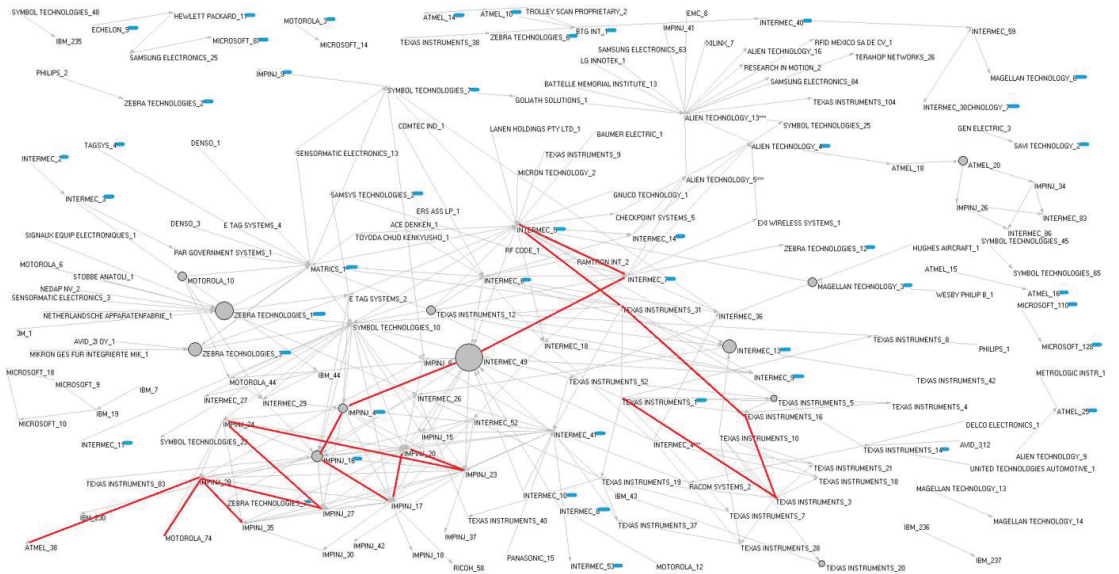 SYMBOL TECHNOLOGIES_48
HEWLETT PACKARD_11
ECHELON_9
IBM_235
MICROSOFT_87
SAMSUNG ELECTRONICS_25
MOTOROLA_3
MICROSOFT_14
ATMEL_14
ATMEL_10
TROLLEY SCAN PROPRIETARY_2
BTG INT_1
TEXAS INSTRUMENTS_38
ZEBRA TECHNOLOGIES_6
EMC_8
IMPINJ_41
INTERMEC_40
INTERMEC_59
SAMSUNG ELECTRONICS_63
XILINX_7
RFID MEXICO SA DE CV_1
ALIEN TECHNOLOGY_16
TERAHOP NETWORKS_26
LG INNOTEK_1
RESEARCH IN MOTION_2
PHILIPS_2
IMPINJ_9
BATTELLE MEMORIAL INSTITUTE_13
SAMSUNG ELECTRONICS_84
MAGELLAN TECHNOLOGY_6
SYMBOL TECHNOLOGIES_7
GOLIATH SOLUTIONS_1
TEXAS INSTRUMENTS_104
ZEBRA TECHNOLOGIES_2
ALIEN TECHNOLOGY_13***
SYMBOL TECHNOLOGIES_25
GEN ELECTRIC_3
COMTEC IND_1
LANEN HOLDINGS PTY LTD_1
BAUMER ELECTRIC_1
TAGSYS_4
DENSO_1
ALIEN TECHNOLOGY_4
SAVI TECHNOLOGY_2
INTERMEC_2
SENSORMATIC ELECTRONICS_13
TEXAS INSTRUMENTS_9
ATMEL_18
ATMEL_20
MICRON TECHNOLOGY_2
ALIEN TECHNOLOGY_5***
IMPINJ_34
INTERMEC_3
SAMSYS TECHNOLOGIES_2
GNUCO TECHNOLOGY_1
IMPINJ_26
INTERMEC_83
ERS ASS LP_1
CHECKPOINT SYSTEMS_5
EXI WIRELESS SYSTEMS_1
DENSO_3
E TAG SYSTEMS_4
ACE DENKEN_1
INTERMEC_5
INTERMEC_86
SIGNAUX EQUIP ELECTRONIQUES_1
TOYODA CHUO KENKYUSHO_1
INTERMEC_14
SYMBOL TECHNOLOGIES_45
PAR GOVERNMENT SYSTEMS_1
RF CODE_1
ZEBRA TECHNOLOGIES_12
HUGHES AIRCRAFT_1
MOTOROLA_6
MATRICS_1
RAMTRON INT_2
ATMEL_15
SYMBOL TECHNOLOGIES_65
STOBBE ANATOLI_1
MOTOROLA_10
INTERMEC_6
INTERMEC_7
MAGELLAN TECHNOLOGY_3
NEDAP NV_2
WESBY PHILIP B_1
ATMEL_16
SENSORMATIC ELECTRONICS_3
E TAG SYSTEMS_2
MICROSOFT_110
NETHERLANDSCHE APPARATENFABRIE_1
ZEBRA TECHNOLOGIES_1
TEXAS INSTRUMENTS_12
TEXAS INSTRUMENTS_31
INTERMEC_36
3M_1
SYMBOL TECHNOLOGIES_10
AVID_2
TEXAS INSTRUMENTS_8
MIKRON GES FUR INTEGRIERTE MIK_1
ZEBRA TECHNOLOGIES_3
INTERMEC_18
INTERMEC_13
PHILIPS_1
MICROSOFT_128
INTERMEC_49
MICROSOFT_18
IBM_44
METROLOGIC INSTR_1
MICROSOFT_9
IBM_7
MOTOROLA_44
TEXAS INSTRUMENTS_52
INTERMEC_9
TEXAS INSTRUMENTS_42
INTERMEC_27
INTERMEC_29
INTERMEC_26
TEXAS INSTRUMENTS_1
TEXAS INSTRUMENTS_5
TEXAS INSTRUMENTS_4
IBM_19
IMPINJ_4
TEXAS INSTRUMENTS_16
ATMEL_25
MICROSOFT_10
IMPINJ_24
INTERMEC_52
DELCO ELECTRONICS_1
INTERMEC_11
IMPINJ_15
INTERMEC_41
TEXAS INSTRUMENTS_10
AVID_312
IMPINJ_20
TEXAS INSTRUMENTS_14
ALIEN TECHNOLOGY_9
IMPINJ_16
TEXAS INSTRUMENTS_21
UNITED TECHNOLOGIES_AUTOMOTIVE_1
TEXAS INSTRUMENTS_83
IMPINJ_28
IMPINJ_23
TEXAS INSTRUMENTS_19
TEXAS INSTRUMENTS_18
RACOM SYSTEMS_2
MAGELLAN TECHNOLOGY_13
INTERMEC_10
IBM_43
TEXAS INSTRUMENTS_3
IMPINJ_27
IMPINJ_17
INTERMEC_8
IBM_230
TEXAS INSTRUMENTS_40
TEXAS INSTRUMENTS_37
TEXAS INSTRUMENTS_7
MAGELLAN TECHNOLOGY_14
IMPINJ_35
IMPINJ_37
IBM_236
MOTOROLA_74
ATMEL_38
IMPINJ_30
IMPINJ_42
IMPINJ_18
PANASONIC_15
TEXAS INSTRUMENTS_28
RICOH_58
INTERMEC_53
MOTOROLA_12
TEXAS INSTRUMENTS_20
IBM_237